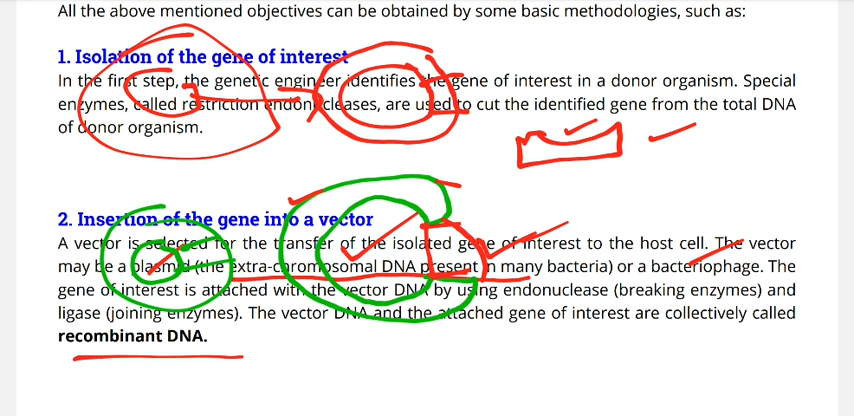 All the above mentioned objectives can be obtained by some basic methodologies, such as:
1. Isolation of the gene of interest
In the first step, the genetic engineer identifies the gene of interest in a donor organism. Special
enzymes, called restriction endonucleases, are used to cut the identified gene from the total DNA
of donor organism.
2. Insertion of the gene into a vector
A vector is selected for the transfer of the isolated gene of interest to the host cell. The vector
may be a plasmid (the extra-chromosomal DNA present in many bacteria) or a bacteriophage. The
gene of interest is attached with the vector DNA by using endonuclease (breaking enzymes) and
ligase (joining enzymes). The vector DNA and the attached gene of interest are collectively called
recombinant DNA.